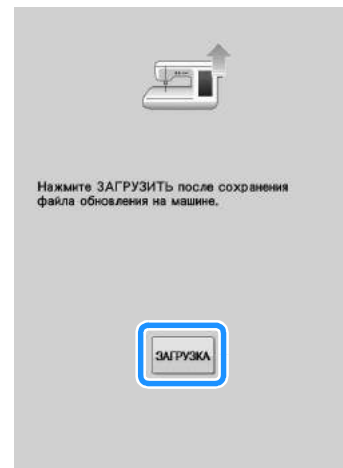 Нажмите ЗАГРУЗИТЬ после сохранения
файла обновления на машине.
ЗАГРУЗКА